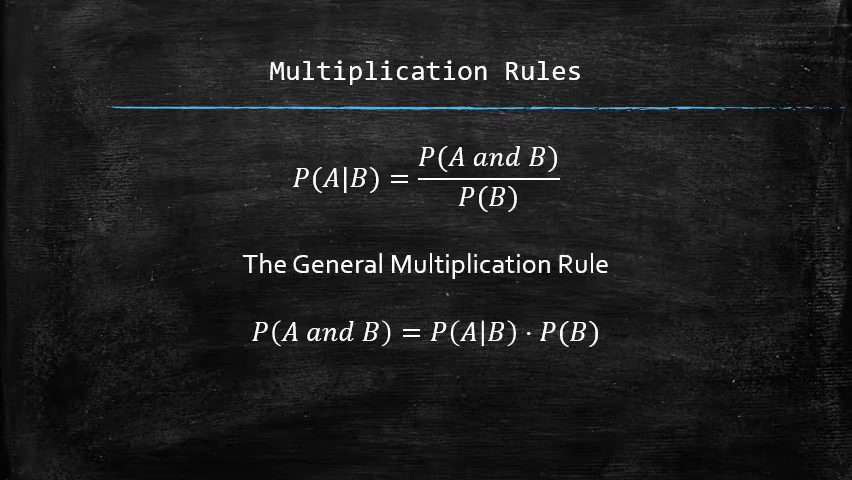 Multiplication Rules
P(A|B) = P(A and B) / P(B)
The General Multiplication Rule
P(A and B) = P(A|B) · P(B)